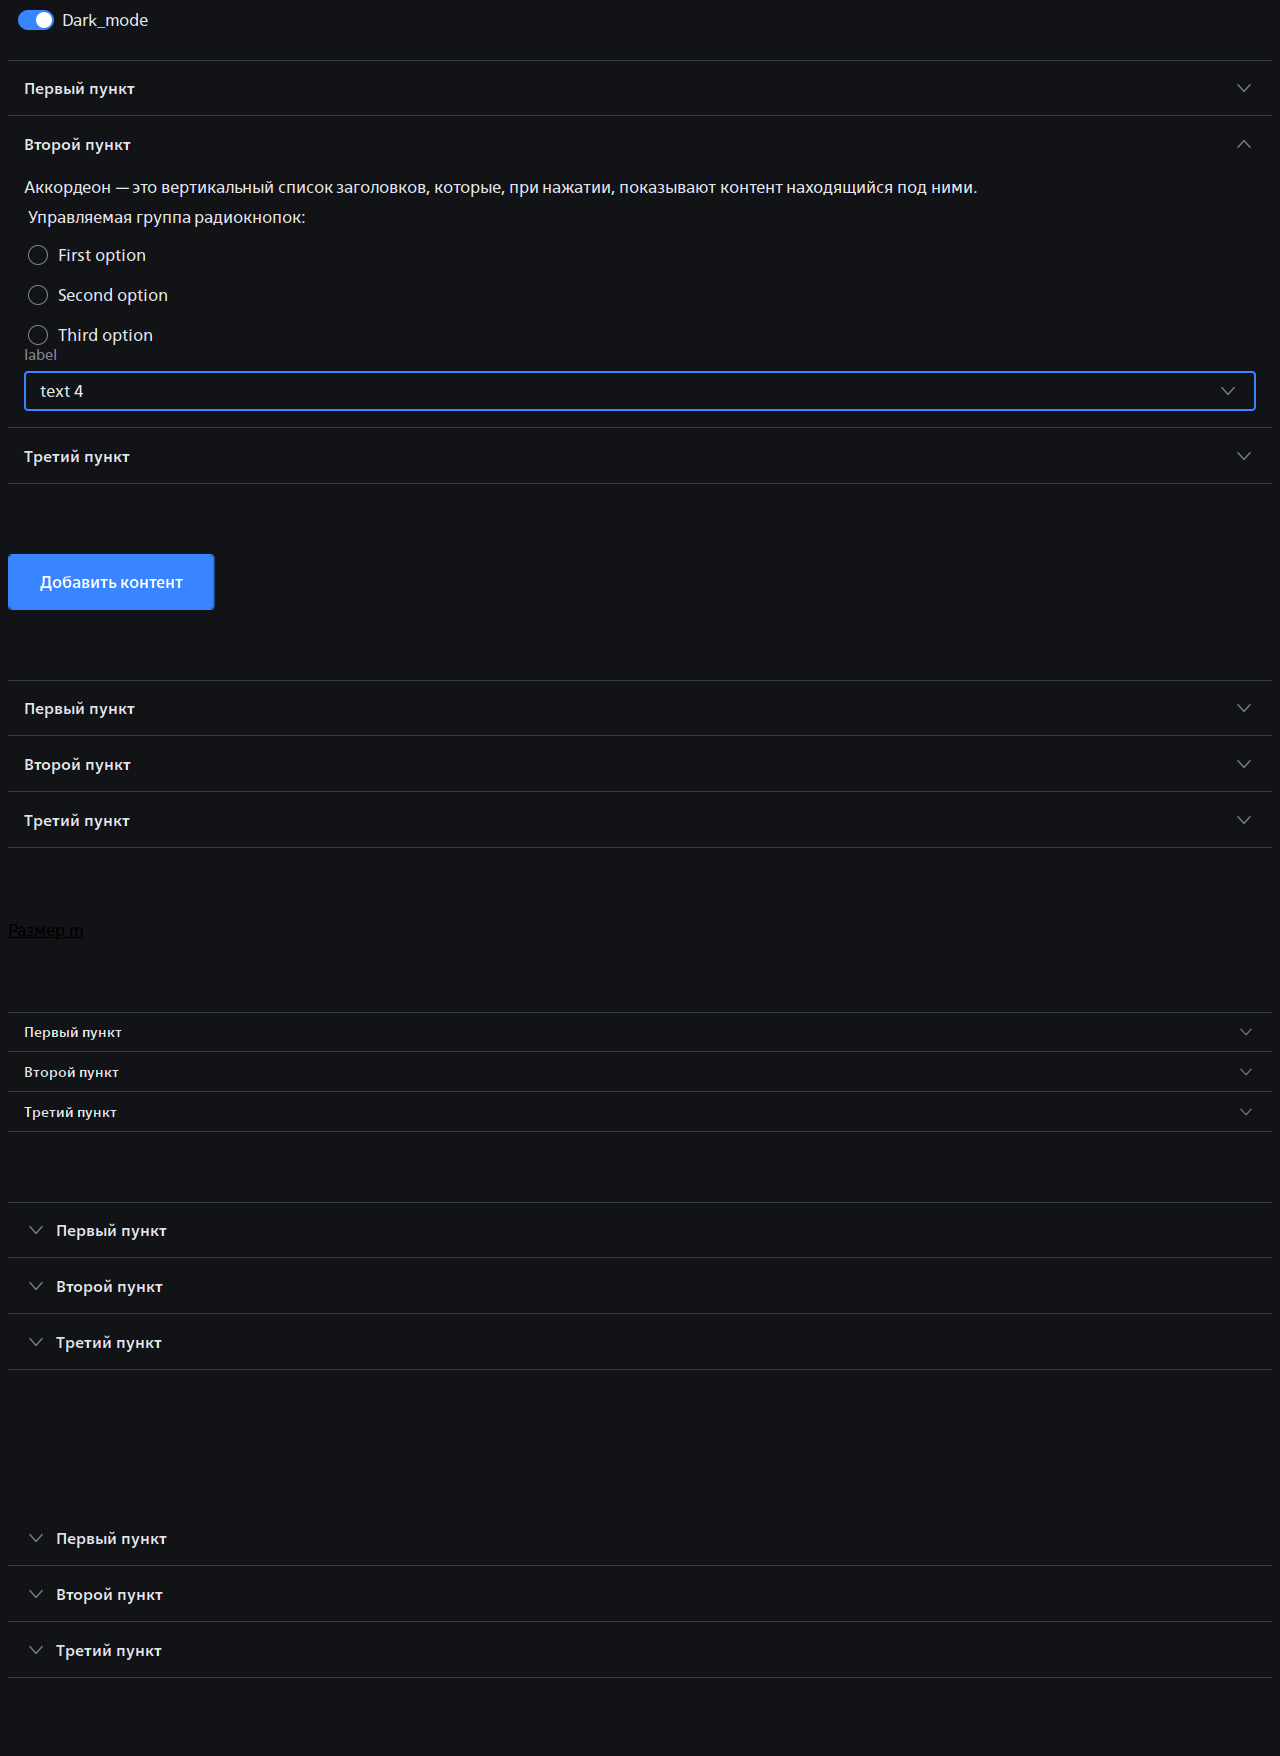 Dark_mode
Первый пункт
Второй пункт
Аккордеон — это вертикальный список заголовков, которые, при нажатии, показывают контент находящийся под ними.
Управляемая группа радиокнопок:
First option
Second option
Third option
label
text 4
Третий пункт
Добавить контент
Первый пункт
Второй пункт
Третий пункт
Размер m
Первый пункт
Второй пункт
Третий пункт
Первый пункт
Второй пункт
Третий пункт
Первый пункт
Второй пункт
Третий пункт